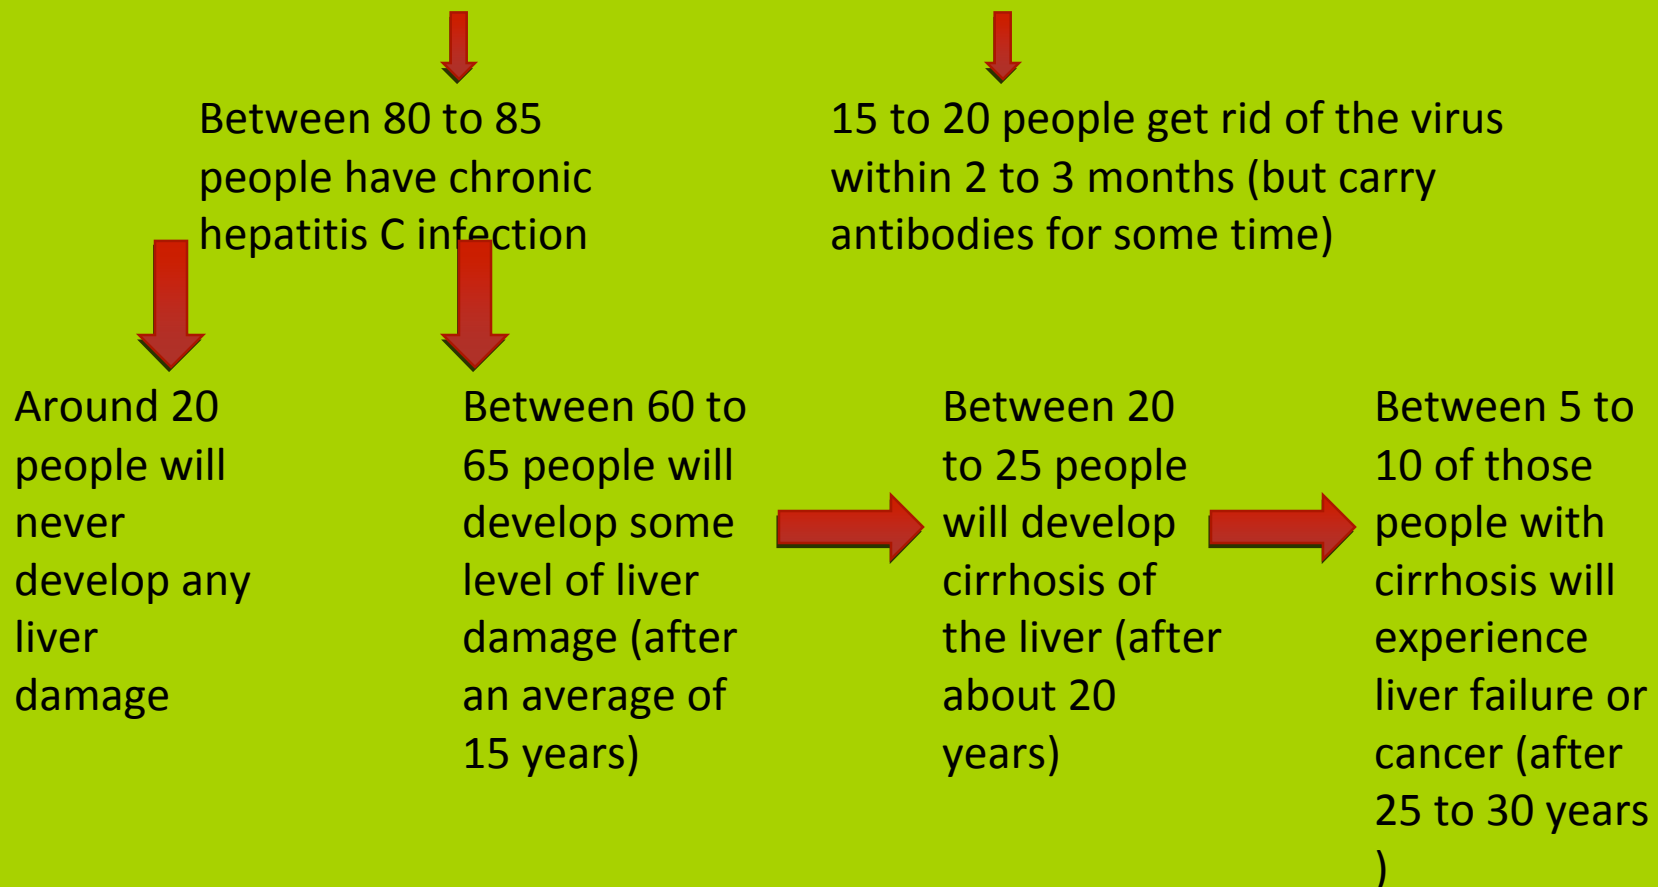 Between 80 to 85
people have chronic
hepatitis C infection
15 to 20 people get rid of the virus
within 2 to 3 months (but carry
antibodies for some time)
Around 20
people will
never
develop any
liver
damage
Between 60 to
65 people will
develop some
level of liver
damage (after
an average of
15 years)
Between 20
to 25 people
will develop
cirrhosis of
the liver (after
about 20
years)
Between 5 to
10 of those
people with
cirrhosis will
experience
liver failure or
cancer (after
25 to 30 years
)